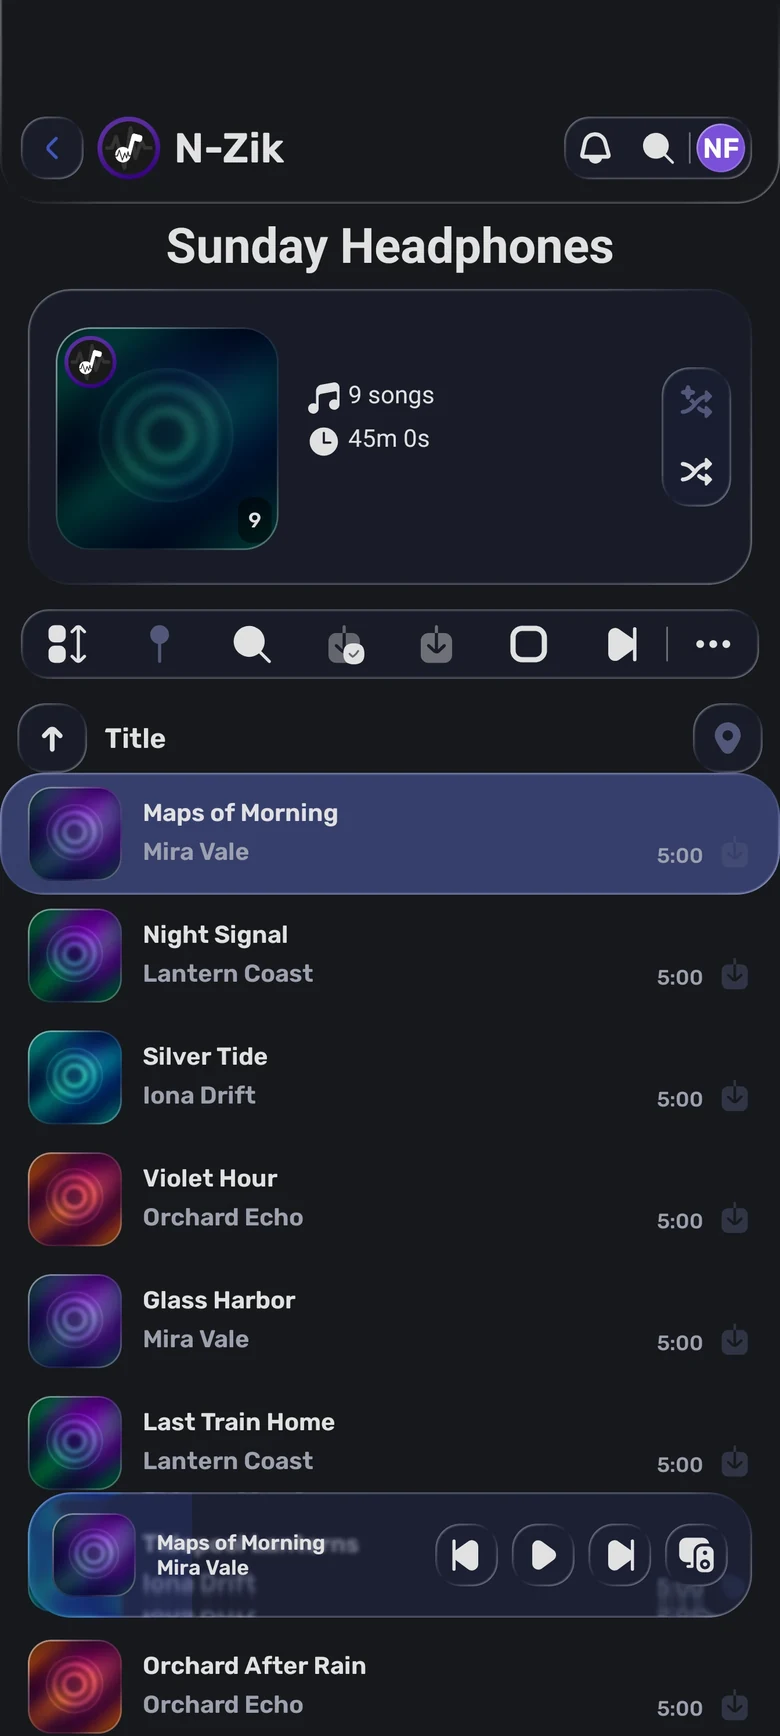 N-Zik
NF
Sunday Headphones
9 songs
45m 0s
9
Title
Maps of Morning
Mira Vale
5:00
Night Signal
Lantern Coast
5:00
Silver Tide
Iona Drift
5:00
Violet Hour
Orchard Echo
5:00
Glass Harbor
Mira Vale
5:00
Last Train Home
Lantern Coast
5:00
Maps of Morning
Mira Vale
Iona Drift
Orchard After Rain
Orchard Echo
5:00